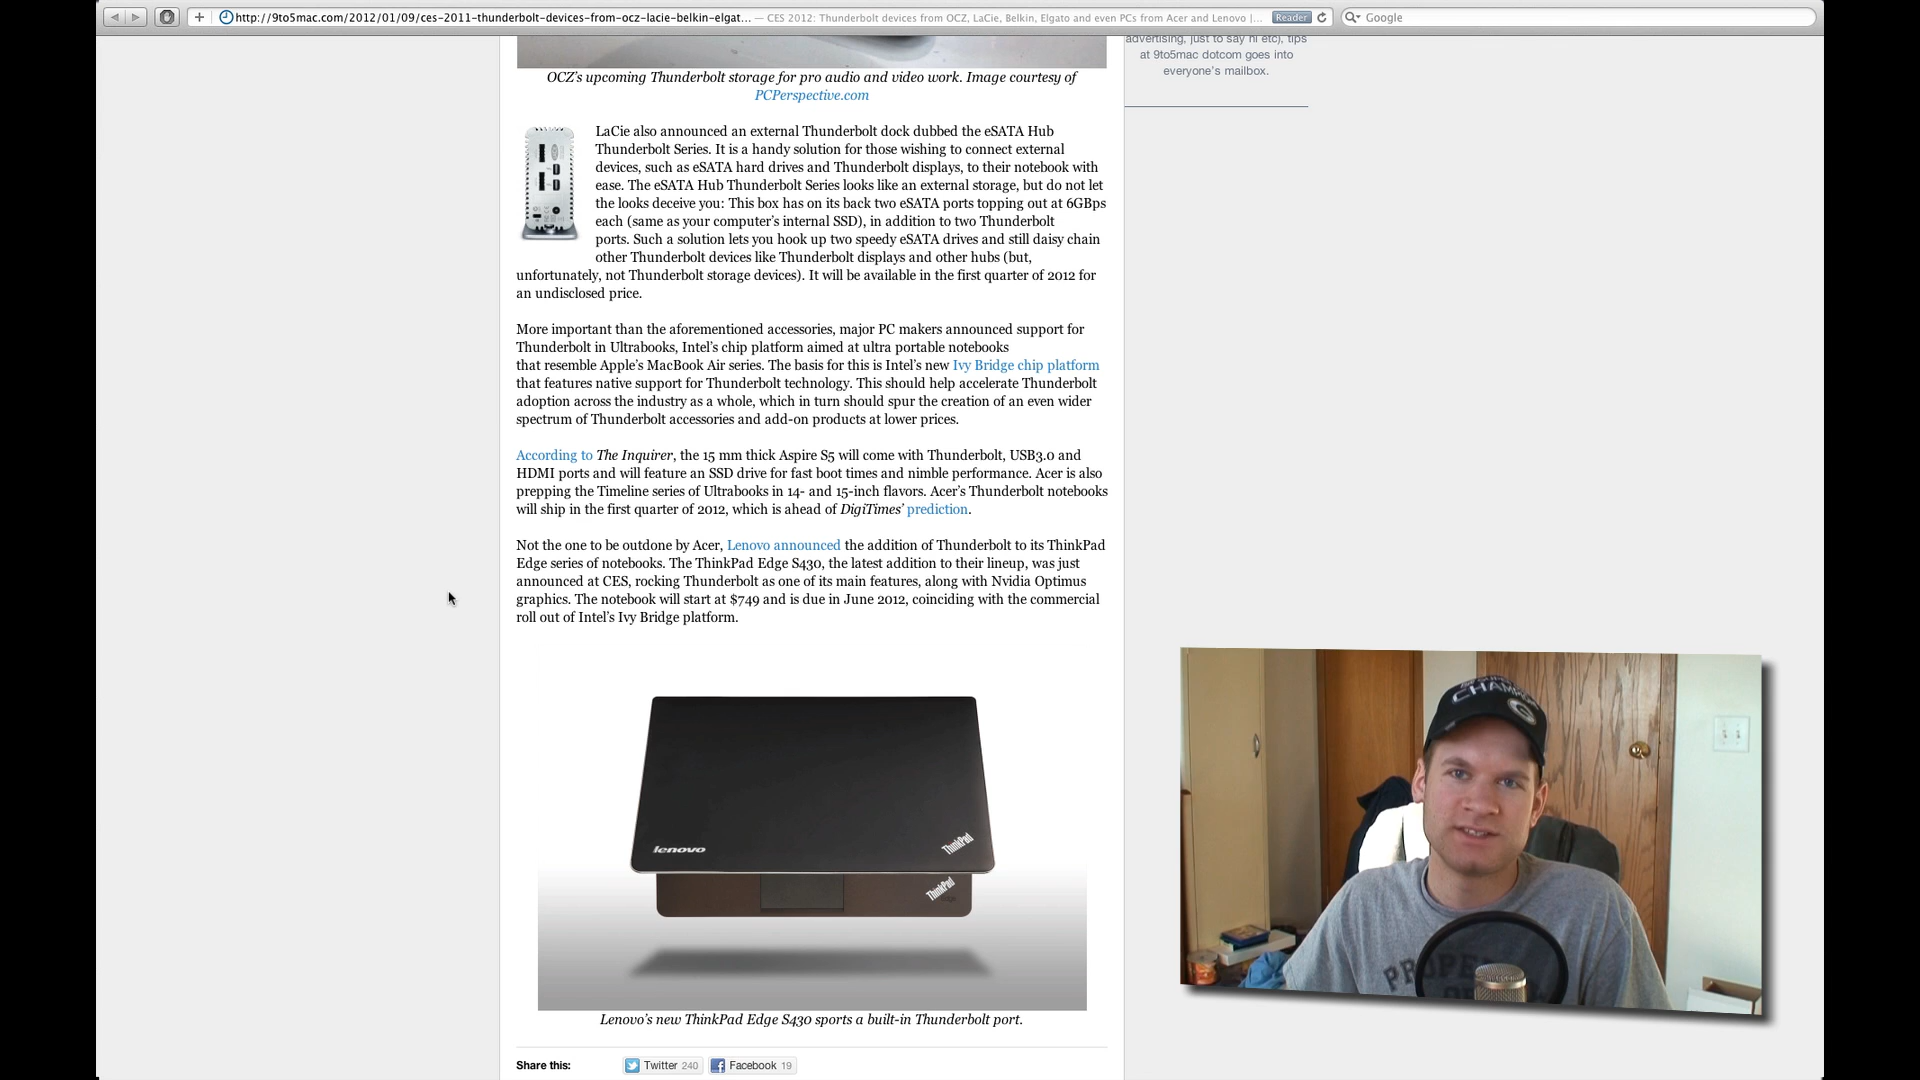 http://9to5mac.com/2012/01/09/ces-2011-thunderbolt-devices-from-ocz-lacie-belkin-elgat... — CES 2012: Thunderbolt devices from OCZ, LaCie, Belkin, Elgato and even PCs from Acer and Lenovo |... Reader Google
advertising, just to say hi etc), tips
at 9to5mac dotcom goes into
everyone's mailbox.
OCZ's upcoming Thunderbolt storage for pro audio and video work. Image courtesy of
PCPerspective.com
LaCie also announced an external Thunderbolt dock dubbed the eSATA Hub
Thunderbolt Series. It is a handy solution for those wishing to connect external
devices, such as eSATA hard drives and Thunderbolt displays, to their notebook with
ease. The eSATA Hub Thunderbolt Series looks like an external storage, but do not let
the looks deceive you: This box has on its back two eSATA ports topping out at 6GBps
each (same as your computer's internal SSD), in addition to two Thunderbolt
ports. Such a solution lets you hook up two speedy eSATA drives and still daisy chain
other Thunderbolt devices like Thunderbolt displays and other hubs (but,
unfortunately, not Thunderbolt storage devices). It will be available in the first quarter of 2012 for
an undisclosed price.
More important than the aforementioned accessories, major PC makers announced support for
Thunderbolt in Ultrabooks, Intel's chip platform aimed at ultra portable notebooks
that resemble Apple's MacBook Air series. The basis for this is Intel's new Ivy Bridge chip platform
that features native support for Thunderbolt technology. This should help accelerate Thunderbolt
adoption across the industry as a whole, which in turn should spur the creation of an even wider
spectrum of Thunderbolt accessories and add-on products at lower prices.
According to The Inquirer, the 15 mm thick Aspire S5 will come with Thunderbolt, USB3.0 and
HDMI ports and will feature an SSD drive for fast boot times and nimble performance. Acer is also
prepping the Timeline series of Ultrabooks in 14- and 15-inch flavors. Acer's Thunderbolt notebooks
will ship in the first quarter of 2012, which is ahead of DigiTimes' prediction.
Not the one to be outdone by Acer, Lenovo announced the addition of Thunderbolt to its ThinkPad
Edge series of notebooks. The ThinkPad Edge S430, the latest addition to their lineup, was just
announced at CES, rocking Thunderbolt as one of its main features, along with Nvidia Optimus
graphics. The notebook will start at $749 and is due in June 2012, coinciding with the commercial
roll out of Intel's Ivy Bridge platform.
lenovo
ThinkPad
ThinkPad
Lenovo's new ThinkPad Edge S430 sports a built-in Thunderbolt port.
Share this: Twitter 240 Facebook 19